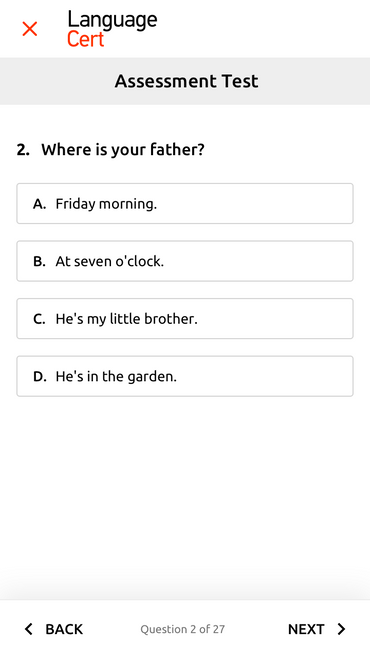 Language
Cert
Assessment Test
2. Where is your father?
A. Friday morning.
B. At seven o'clock.
C. He's my little brother.
D. He's in the garden.
BACK
Question 2 of 27
NEXT